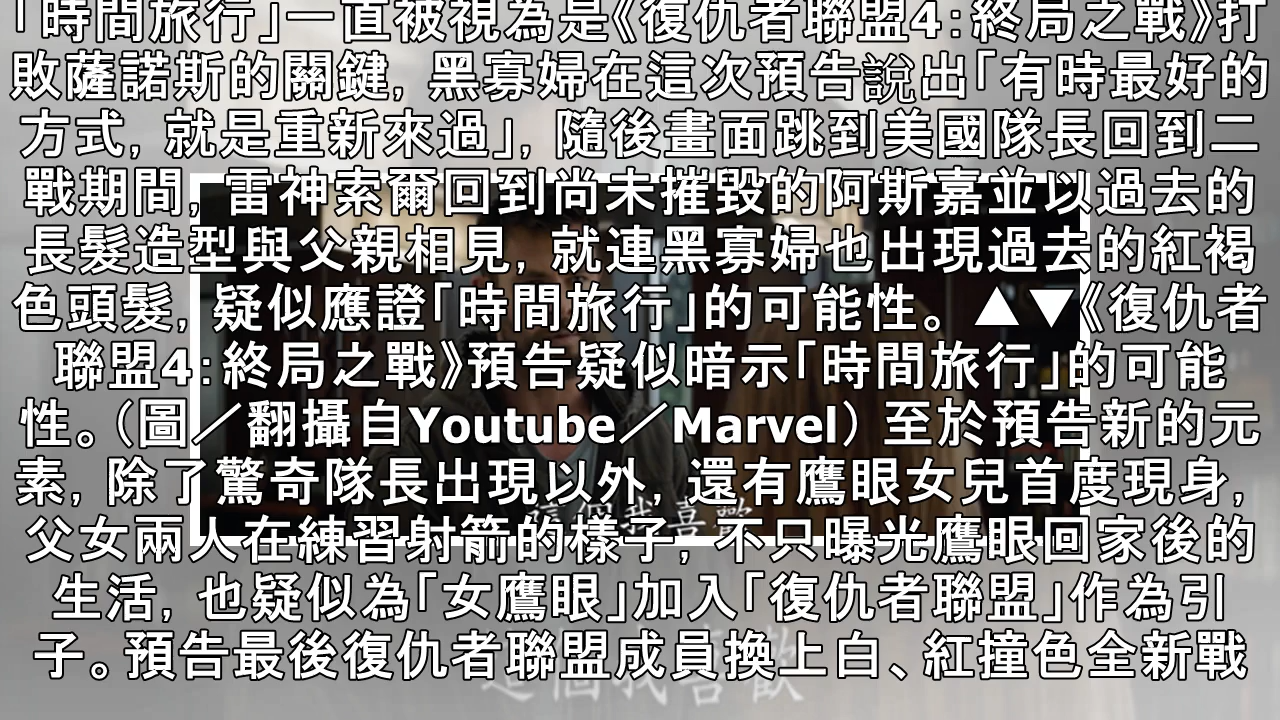 「時間旅行」一直被視為是《復仇者聯盟4:終局之戰》打
敗薩諾斯的關鍵, 黑寡婦在這次預告說出「有時最好的
方式, 就是重新來過」, 隨後畫面跳到美國隊長回到二
戰期間, 雷神索爾回到尚未摧毀的阿斯嘉並以過去的
長髮造型與父親相見, 就連黑寡婦也出現過去的紅褐
色頭髮, 疑似應證「時間旅行」的可能性。▲▼《復仇者
聯盟4:終局之戰》預告疑似暗示「時間旅行」的可能
性。（圖／翻攝自Youtube／Marvel）至於預告新的元
素, 除了驚奇隊長出現以外, 還有鷹眼女兒首度現身,
父女兩人在練習射箭的樣子, 不只曝光鷹眼回家後的
生活, 也疑似為「女鷹眼」加入「復仇者聯盟」作為引
子。預告最後復仇者聯盟成員換上白、紅撞色全新戰
這個我喜歡
這個我喜歡